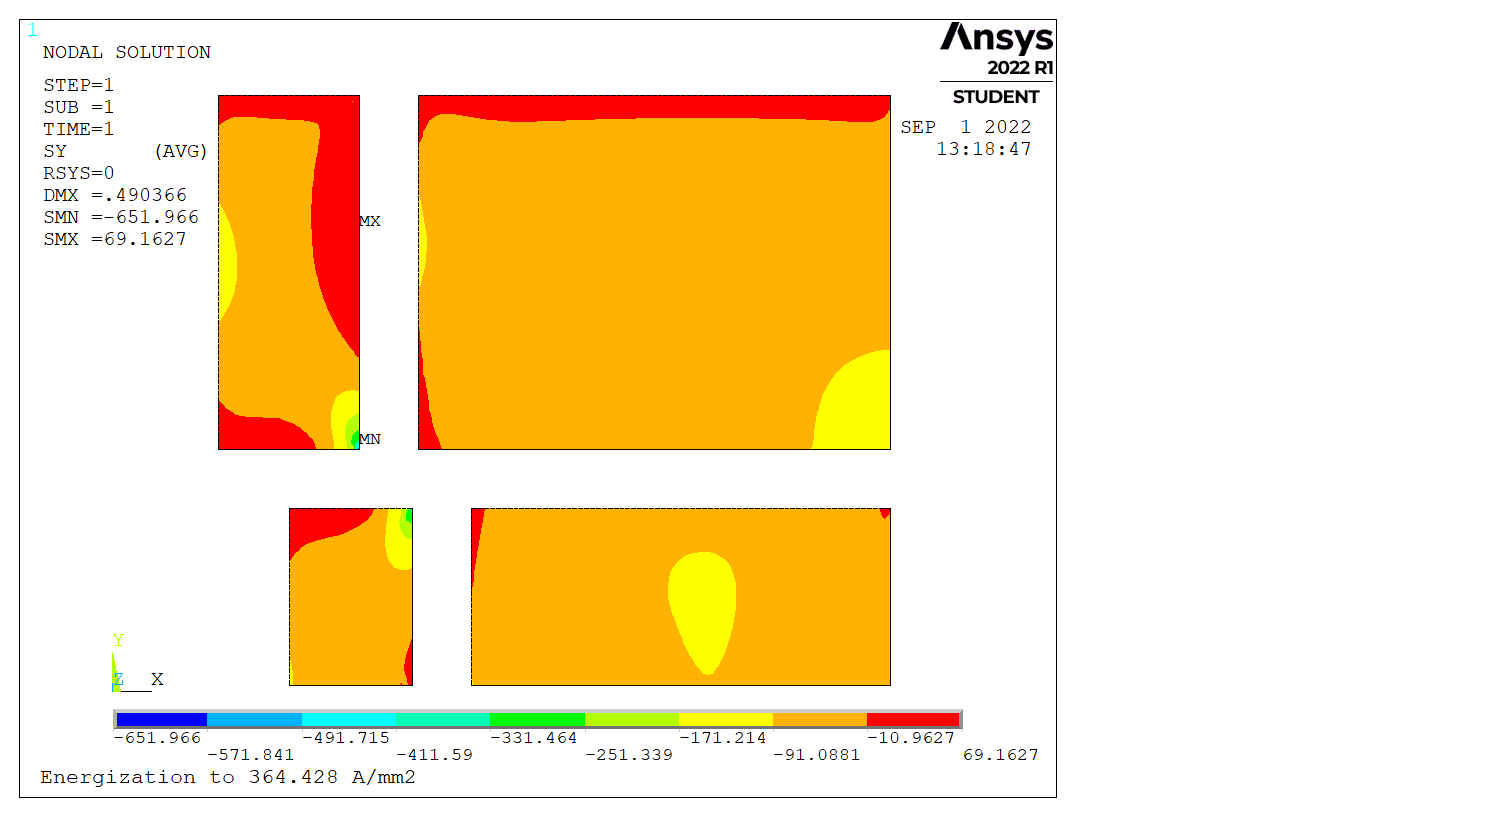 1
NODAL SOLUTION
STEP=1
SUB =1
TIME=1
SY (AVG)
RSYS=0
DMX =.490366
SMN =-651.966
SMX =69.1627
Ansys
2022 R1
STUDENT
SEP 1 2022
13:18:47
MX
MN
Y
Z X
-651.966 -491.715 -331.464 -171.214 -10.9627
-571.841 -411.59 -251.339 -91.0881 69.1627
Energization to 364.428 A/mm2